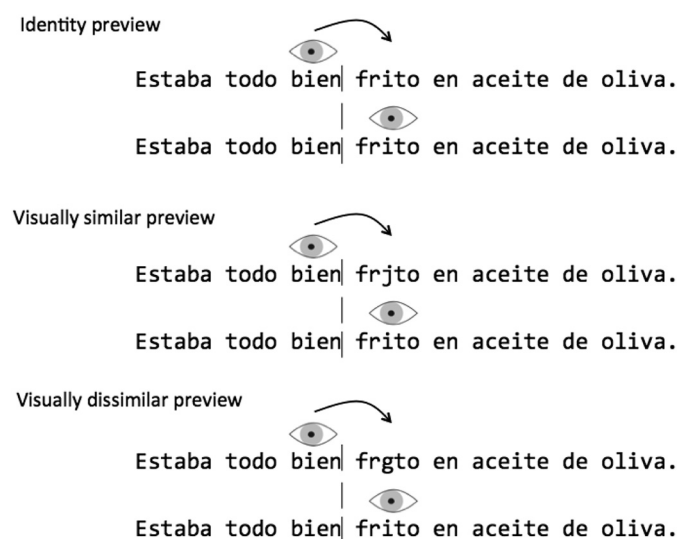 Identity preview
Estaba todo bien| frito en aceite de oliva.
Estaba todo bien| frito en aceite de oliva.
Visually similar preview
Estaba todo bien| frjto en aceite de oliva.
Estaba todo bien| frito en aceite de oliva.
Visually dissimilar preview
Estaba todo bien| frgto en aceite de oliva.
Estaba todo bien| frito en aceite de oliva.